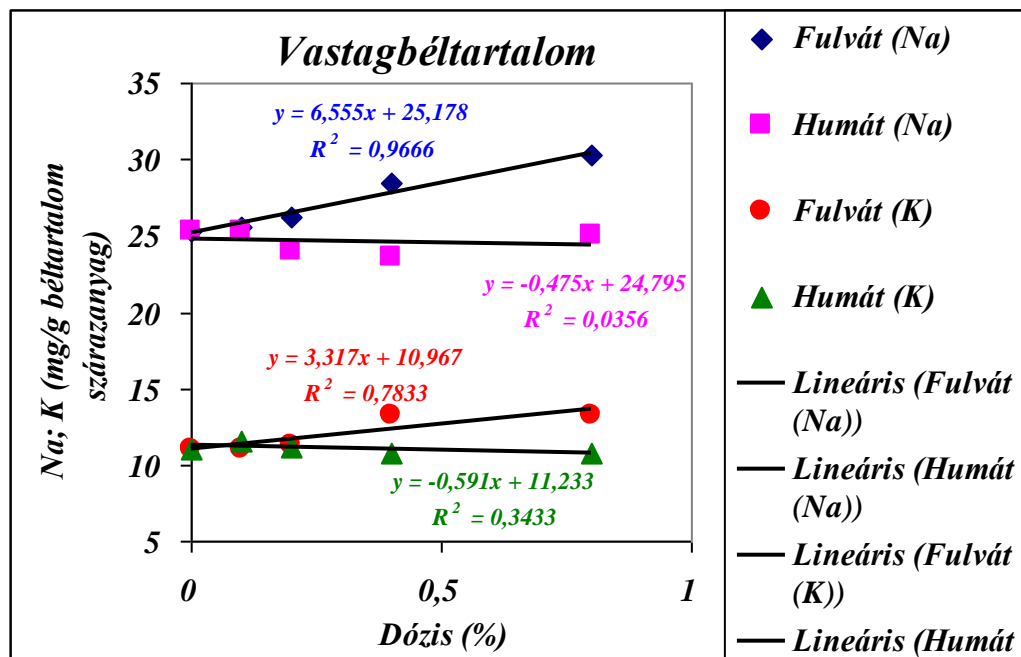 Vastagbéltartalom
Na; K (mg/g béltartalom
szárazanyag)
35
30
25
20
15
10
5
y = 6,555x + 25,178
R² = 0,9666
y = -0,475x + 24,795
R² = 0,0356
y = 3,317x + 10,967
R² = 0,7833
y = -0,591x + 11,233
R² = 0,3433
0
0,5
1
Dózis (%)
Fulvát (Na)
Humát (Na)
Fulvát (K)
Humát (K)
Lineáris (Fulvát
(Na))
Lineáris (Humát
(Na))
Lineáris (Fulvát
(K))
Lineáris (Humát